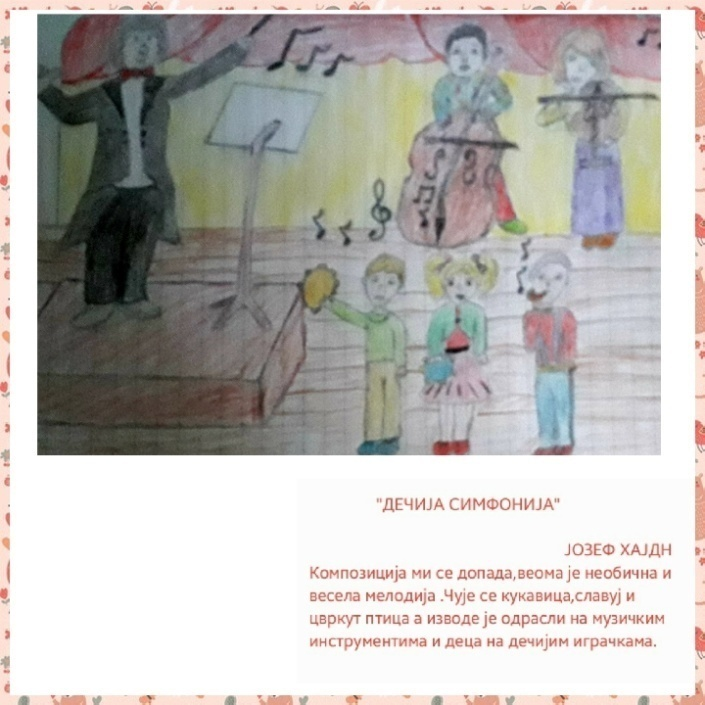 "ДЕЧИЈА СИМФОНИЈА"
ЈОЗЕФ ХАЈДН
Композиција ми се допада,веома је необична и
весела мелодија .Чује се кукавица,славуј и
цвркут птица а изводе је одрасли на музичким
инструментима и деца на дечијим играчкама.